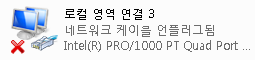 로컬 영역 연결 3
네트워크 케이블 언플러그됨
Intel(R) PRO/1000 PT Quad Port ...